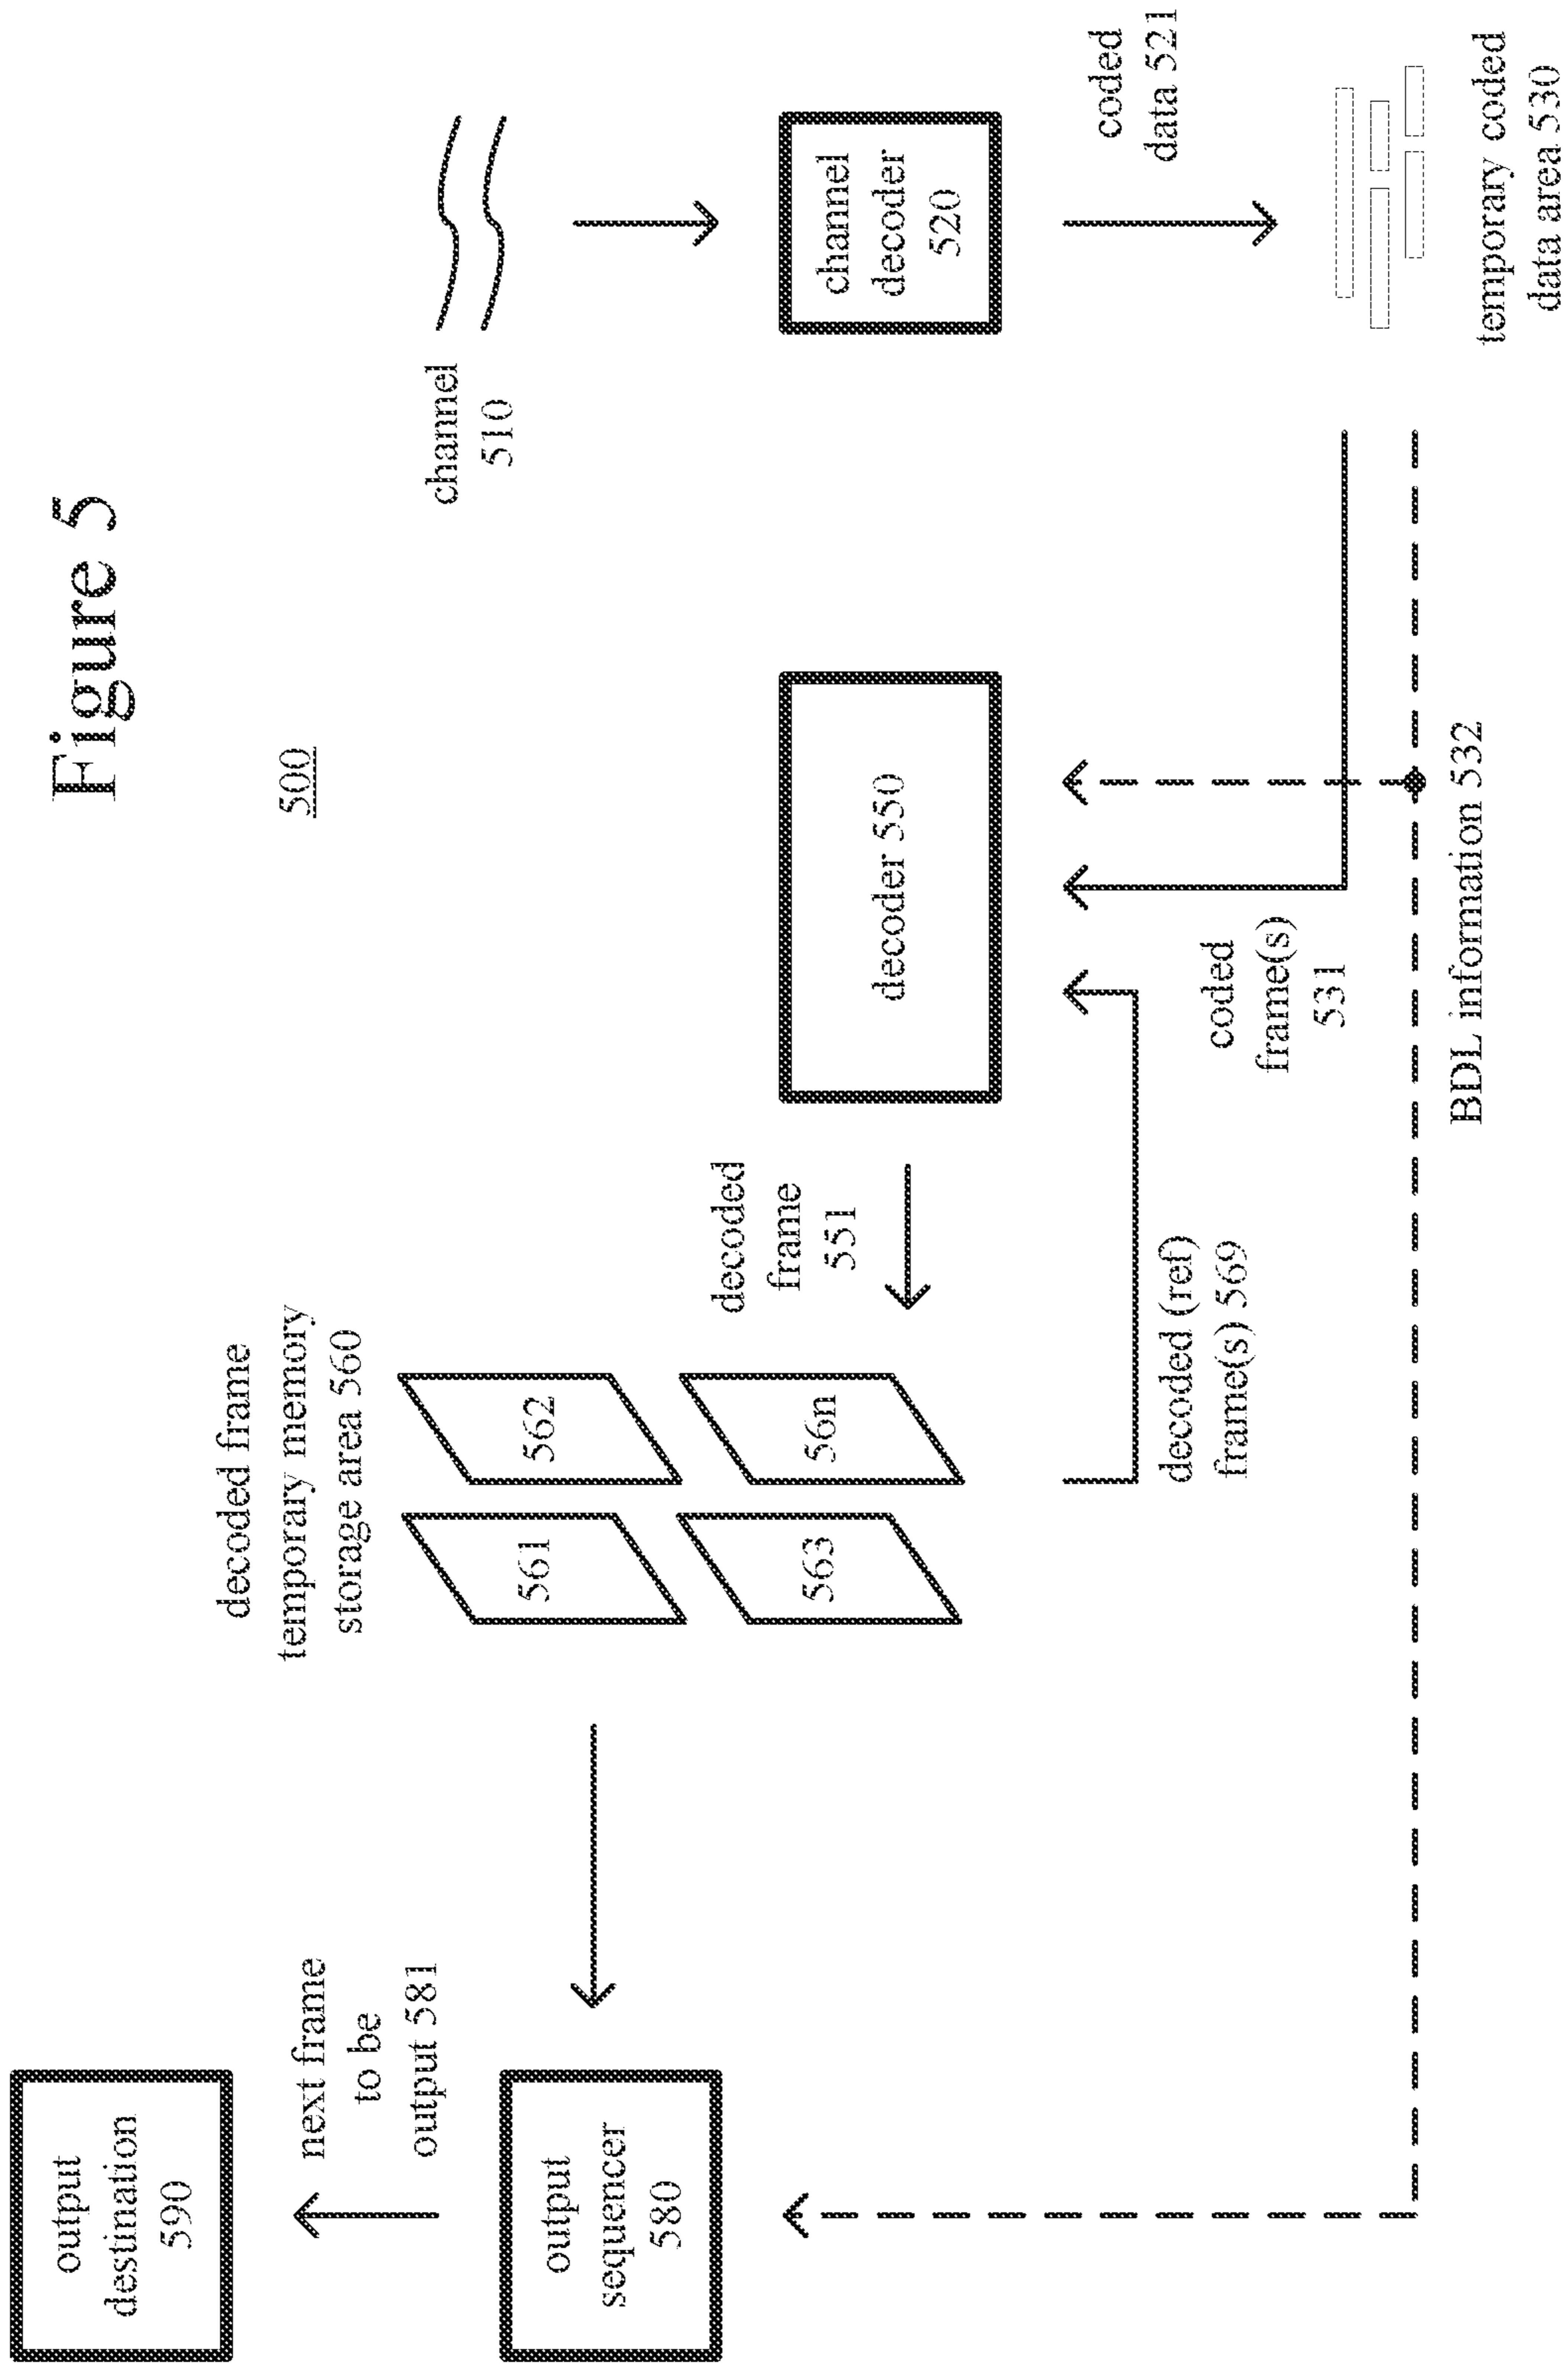 Figure 5
500
channel
510
channel
decoder
520
coded
data 521
temporary coded
data area 530
decoder 550
coded
frame(s)
531
BDL information 532
decoded
frame
551
decoded frame
temporary memory
storage area 560
561
562
563
56n
decoded (ref)
frame(s) 569
output
destination
590
next frame
to be
output 581
output
sequencer
580